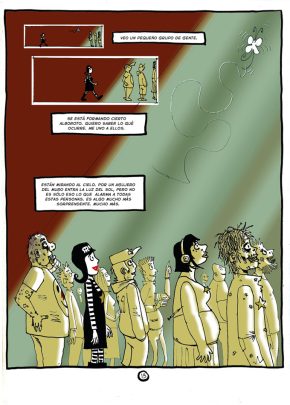 VEO UN PEQUEÑO GRUPO DE GENTE.
SE ESTÁ FORMANDO CIERTO
ALBOROTO. QUIERO SABER LO QUÉ
OCURRE. ME UNO A ELLOS.
ESTÁN MIRANDO AL CIELO. POR UN AGUJERO
DEL MURO ENTRA LA LUZ DEL SOL, PERO NO
ES SÓLO ESO LO QUE ALARMA A TODAS
ESTAS PERSONAS. ES ALGO MUCHO MÁS
SORPRENDENTE. MUCHO MÁS.